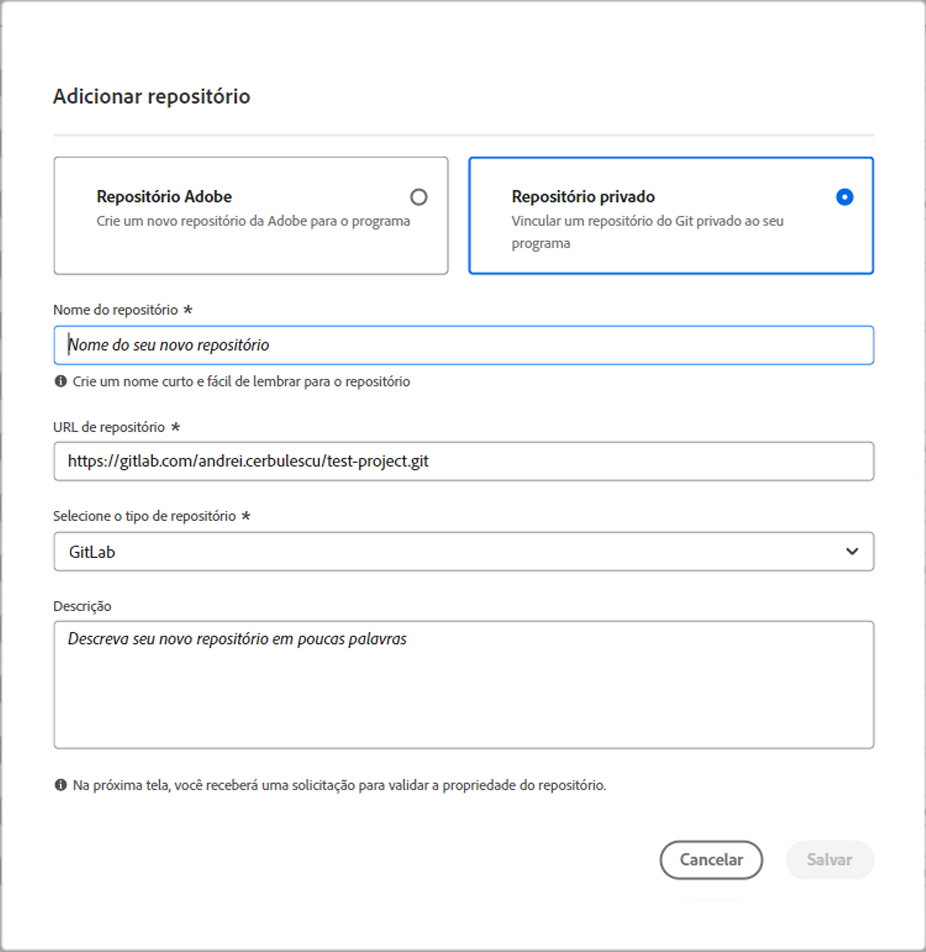 Adicionar repositório
Repositório Adobe
Crie um novo repositório da Adobe para o programa
Repositório privado
Vincular um repositório do Git privado ao seu
programa
Nome do repositório *
Nome do seu novo repositório
Crie um nome curto e fácil de lembrar para o repositório
URL de repositório *
https://gitlab.com/andrei.cerbulescu/test-project.git
Selecione o tipo de repositório *
GitLab
Descrição
Descreva seu novo repositório em poucas palavras
Na próxima tela, você receberá uma solicitação para validar a propriedade do repositório.
Cancelar
Salvar